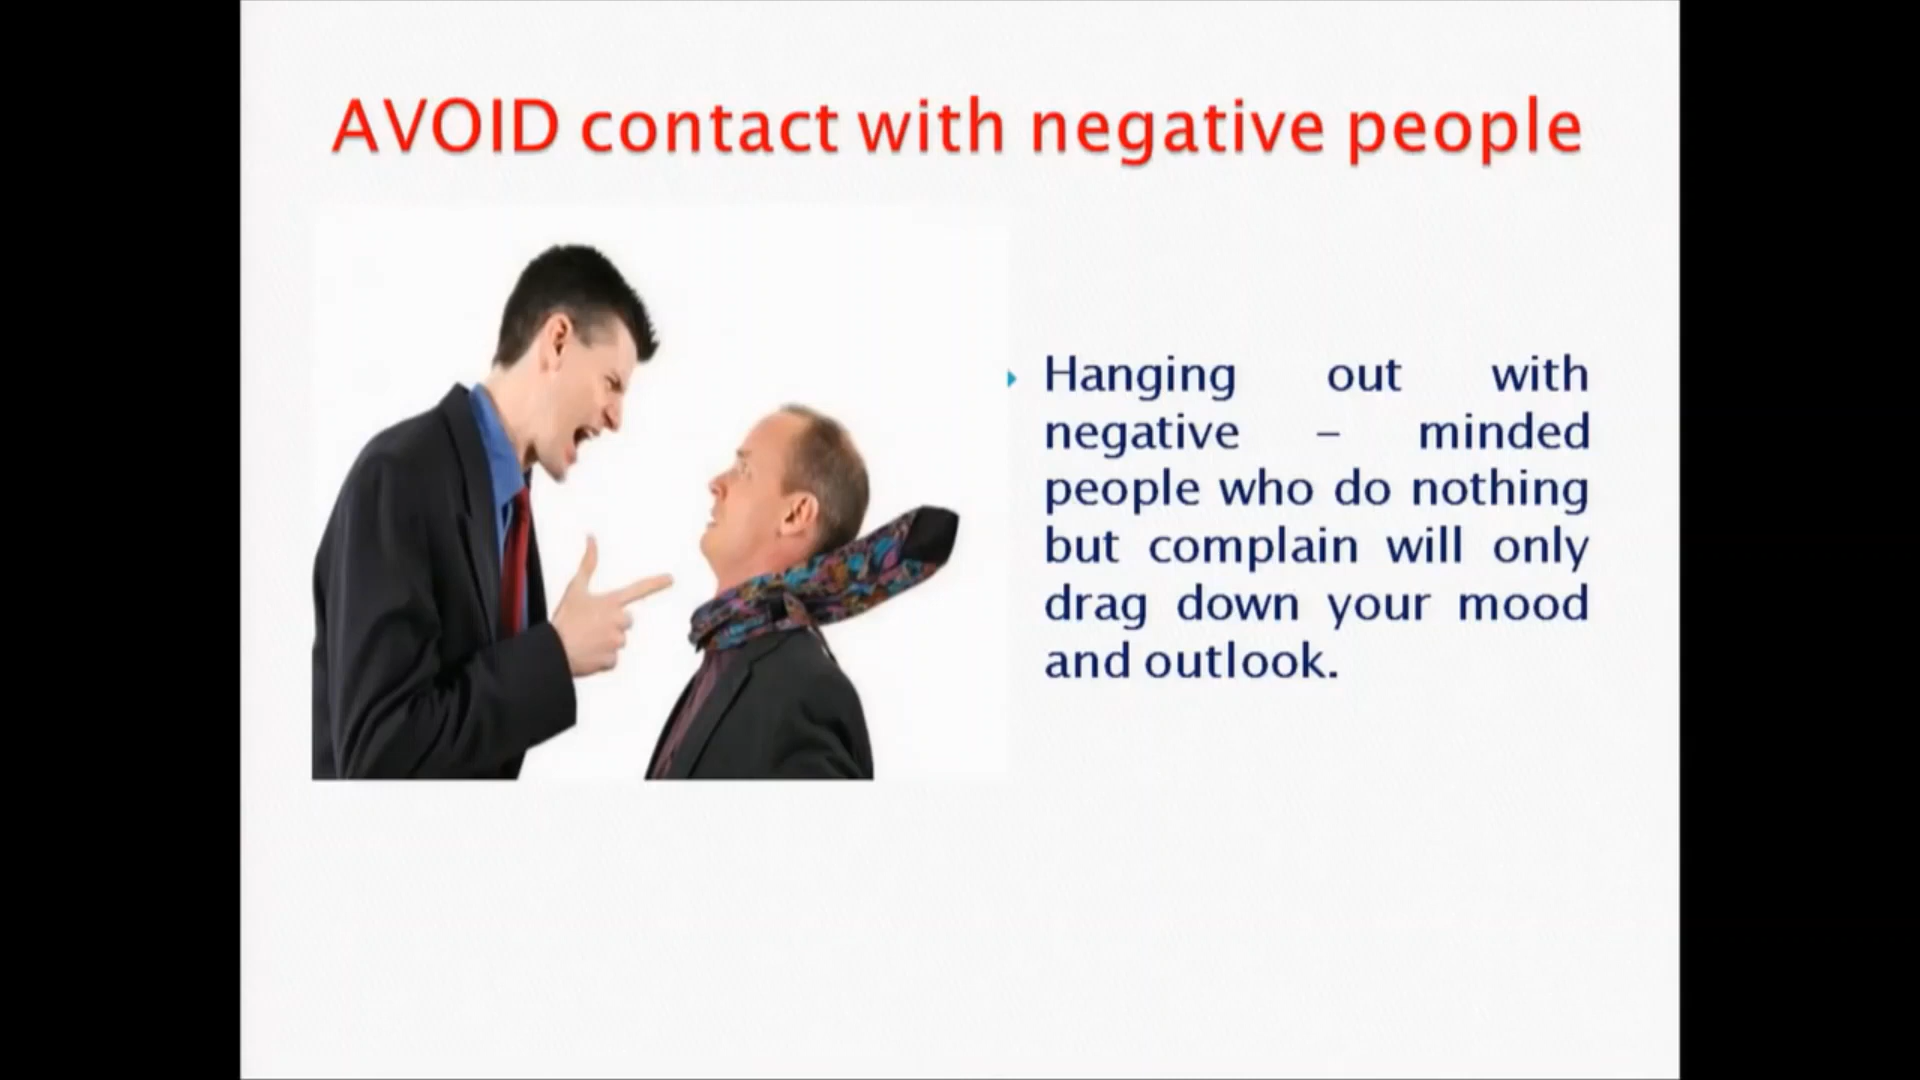 AVOID contact with negative people
Hanging out with
negative – minded
people who do nothing
but complain will only
drag down your mood
and outlook.